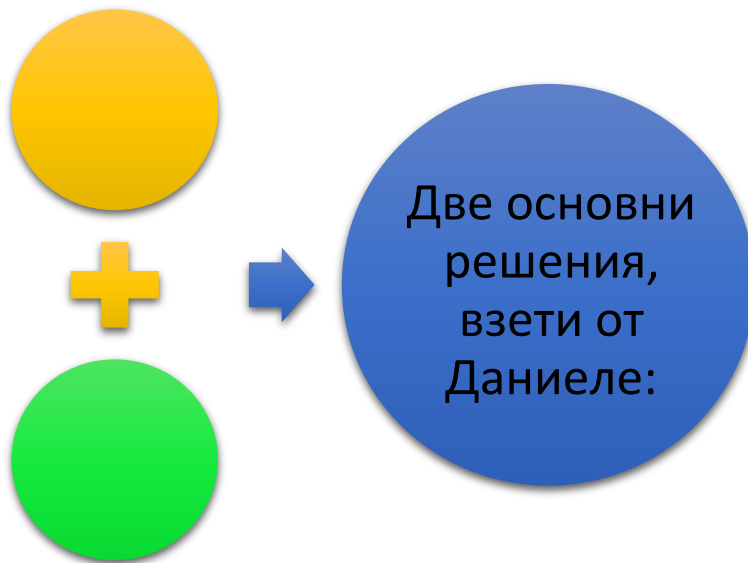 Две основни
решения,
взети от
Даниеле: